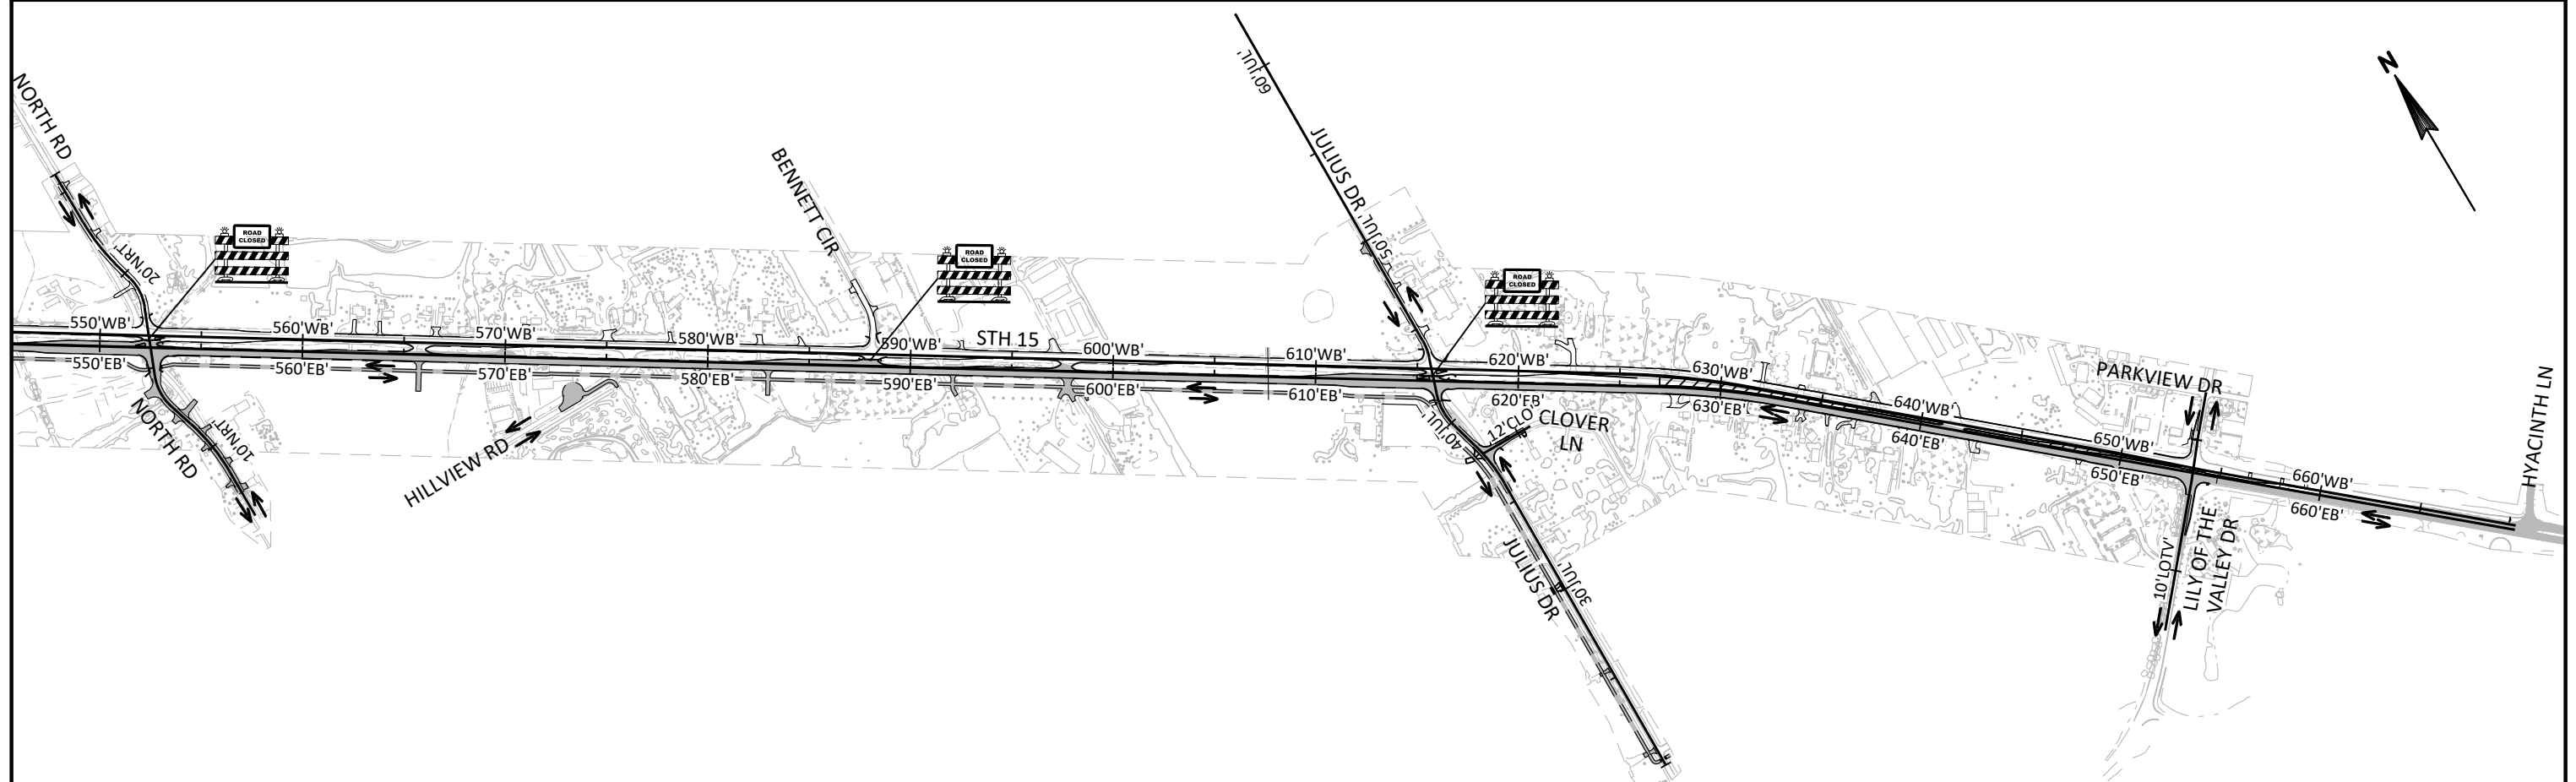 N
NORTH RD
20'NRT'
ROAD
CLOSED
BENNETT CIR
ROAD
CLOSED
60'JUL'
JULIUS DR
50'JUL'
ROAD
CLOSED
STH 15
550'WB'
560'WB'
570'WB'
580'WB'
590'WB'
600'WB'
610'WB'
620'WB'
630'WB'
640'WB'
650'WB'
660'WB'
550'EB'
560'EB'
570'EB'
580'EB'
590'EB'
600'EB'
610'EB'
620'EB'
630'EB'
640'EB'
650'EB'
660'EB'
PARKVIEW DR
HYACINTH LN
NORTH RD
10'NRT'
HILLVIEW RD
40'JUL'
12'CLO'
CLOVER
LN
JULIUS DR
30'JUL'
10'LOTV'
LILY OF THE
VALLEY DR